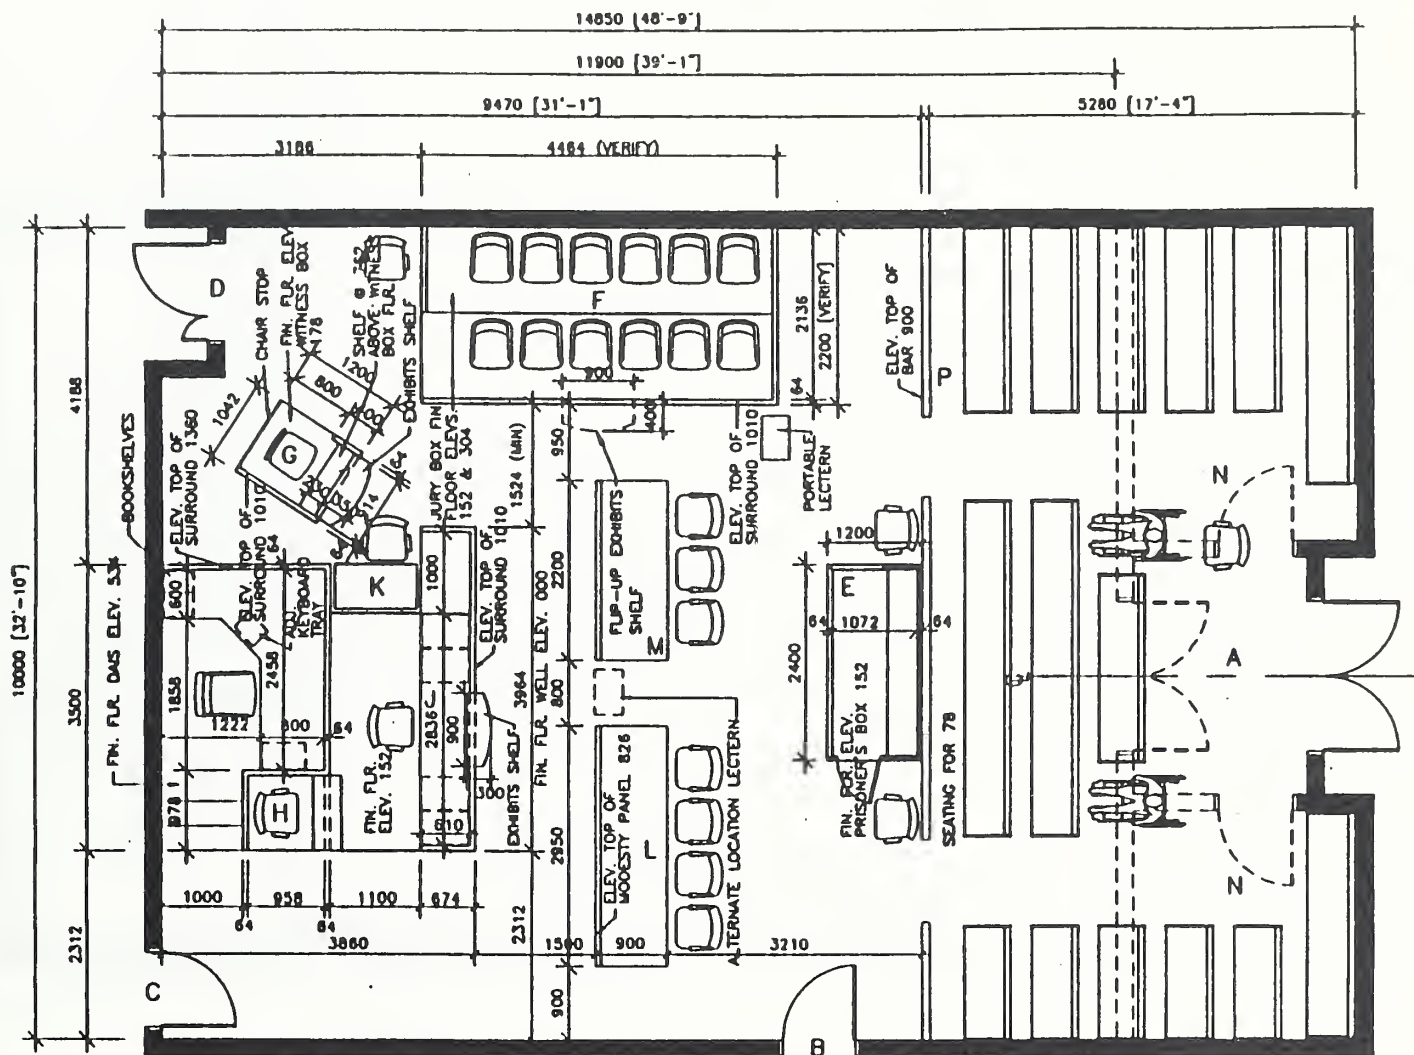 14850 [48'-9"]
11900 [39'-1"]
9470 [31'-1"]
5280 [17'-4"]
3186
4464 (VERIFY)
10000 [32'-10"]
4188
3500
2312
D
CHAIR STOP
FIN. FLR. ELEV
WITNESS BOX
178
SHELF @ 762
ABOVE WITNESS
BOX FLR.
EXHIBITS SHELF
1200
800
1042
G
914
BOOKSHELVES
ELEV. TOP OF
SURROUND 1360
ELEV. TOP OF
SURROUND 1010
64
ADJ.
KEYBOARD
TRAY
F
900
400
2136
64
2200 [VERIFY]
ELEV. TOP OF
BAR 900
P
JURY BOX FIN.
FLOOR ELEVS.
152 & 304
1524 (MIN)
950
FLIP-UP EXHIBITS
SHELF
ELEV. TOP OF
SURROUND 1010
PORTABLE
LECTERN
K
1000
ELEV. TOP OF
SURROUND 1010
FIN. FLR. WELL ELEV. 000
3964
2200
M
800
1200
E
64
1072
64
2400
FIN. FLR. ELEV.
PRISONER'S BOX 152
SEATING FOR 78
N
A
N
FIN. FLR. DAIS ELEV. 534
600
1858
978
2458
1222
800
64
H
FIN. FLR.
ELEV. 152
2836
900
300
610
EXHIBITS SHELF
2950
ELEV. TOP OF
MODESTY PANEL 826
L
ALTERNATE LOCATION LECTERN
1000
958
1100
674
64
64
3860
2312
1500
900
3210
900
C
B